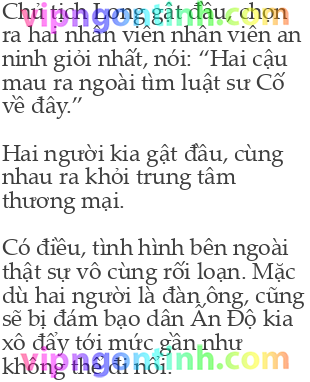 Chủ tịch Long gật đầu, chọn
ra hai nhân viên nhân viên an
ninh giỏi nhất, nói: “Hai cậu
mau ra ngoài tìm luật sư Cố
về đây.”
Hai người kia gật đầu, cùng
nhau ra khỏi trung tâm
thương mại.
Có điều, tình hình bên ngoài
thật sự vô cùng rối loạn. Mặc
dù hai người là đàn ông, cũng
sẽ bị đám bạo dân Ấn Độ kia
xô đẩy tới mức gần như
không thể đi nổi.
vipngontinh.com
vipngontinh.com
vipngontinh.com
vipngontinh.com